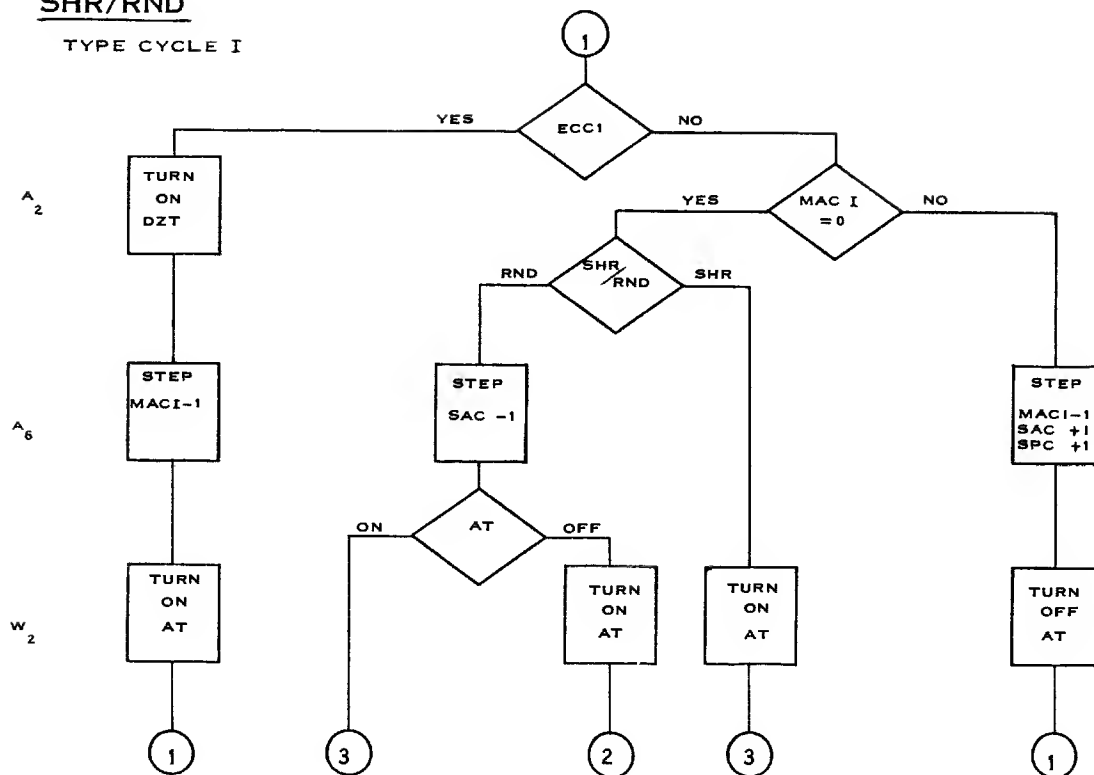 SHR/RND
TYPE CYCLE I
1
ECC1
YES
NO
A2
TURN
ON
DZT
MAC I
=0
YES
NO
SHR/RND
RND
SHR
A6
STEP
MACI-1
STEP
SAC -1
STEP
MACI-1
SAC +1
SPC +1
AT
ON
OFF
W2
TURN
ON
AT
TURN
ON
AT
TURN
ON
AT
TURN
OFF
AT
1
3
2
3
1